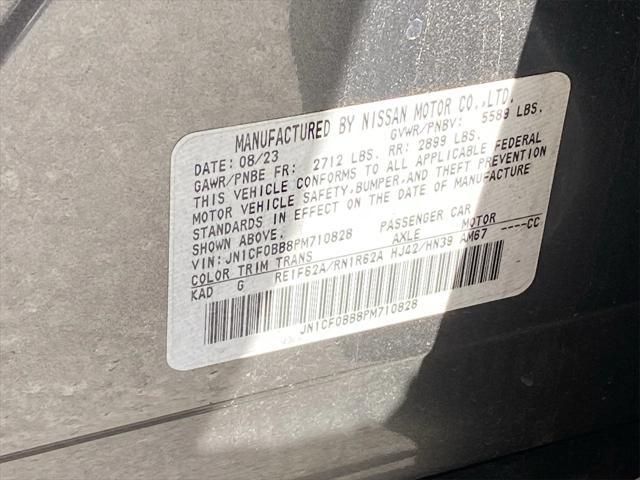 MANUFACTURED BY NISSAN MOTOR CO.,LTD.
DATE: 08/23 GVWR/PNBV: 5589 LBS.
GAWR/PNBE FR: 2712 LBS. RR: 2899 LBS.
THIS VEHICLE CONFORMS TO ALL APPLICABLE FEDERAL
MOTOR VEHICLE SAFETY,BUMPER,AND THEFT PREVENTION
STANDARDS IN EFFECT ON THE DATE OF MANUFACTURE
SHOWN ABOVE.
VIN: JN1CF0BB8PM710828 PASSENGER CAR
COLOR TRIM TRANS AXLE MOTOR ----CC
KAD G RE1F62A/RN1R62A HJ42/HN39 AM67
JN1CF0BB8PM710828